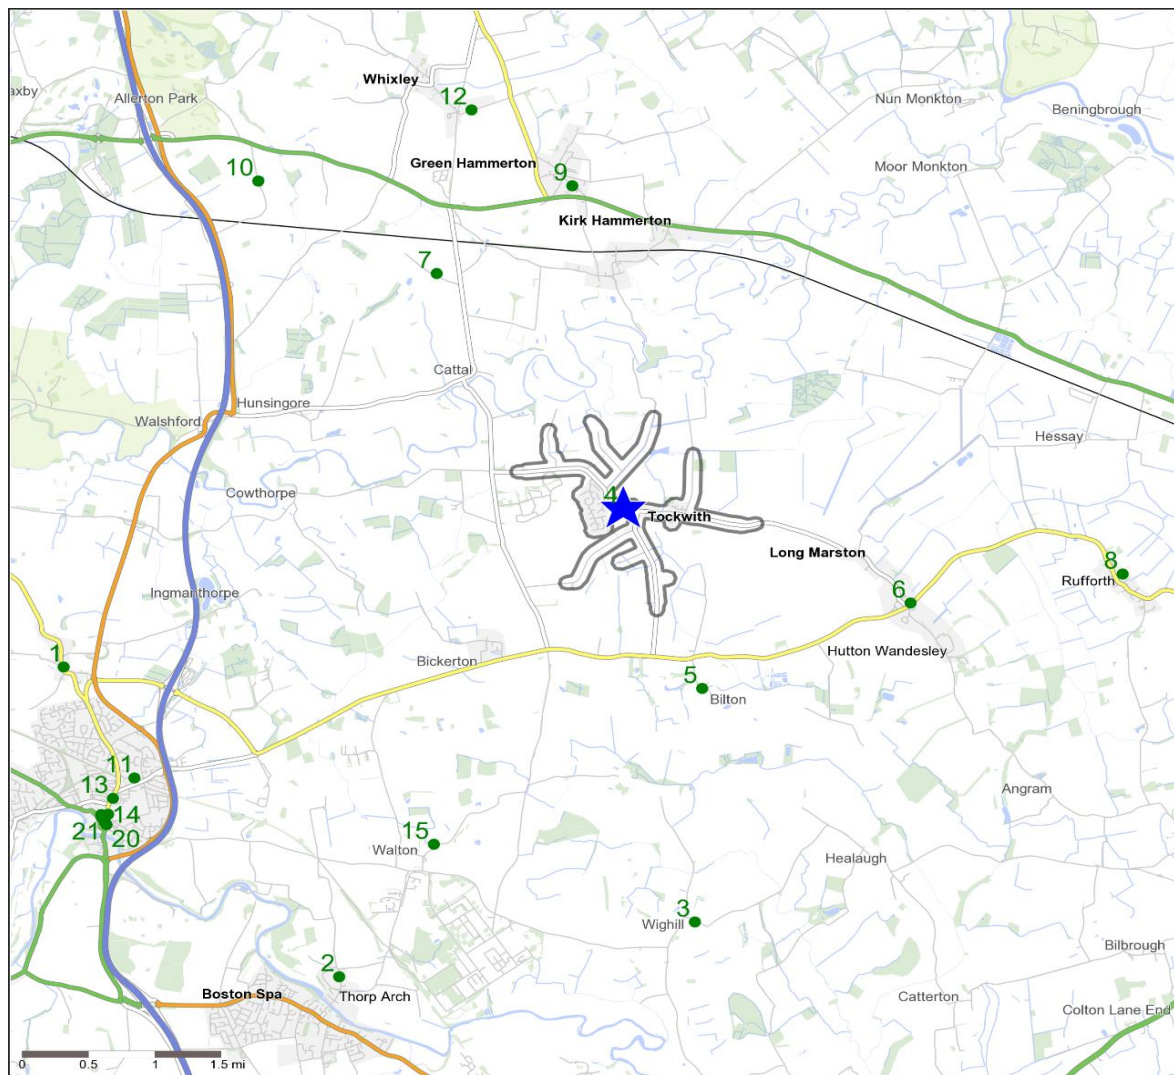 Whixley
12
Nun Monkton
axby
Allerton Park
Beningbrough
Green Hammerton
Moor Monkton
10
9
Kirk Hammerton
7
Cattal
Hunsingore
Walshford
Hessay
Cowthorpe
4
Tockwith
Long Marston
8
Rufforth
Ingmanthorpe
6
1
Bickerton
Hutton Wandesley
5
Bilton
11
13
14
Angram
21
20
15
Walton
Healaugh
3
Wighill
Bilbrough
2
Boston Spa
Thorp Arch
Catterton
Colton Lane End
0 0.5 1 1.5 mi